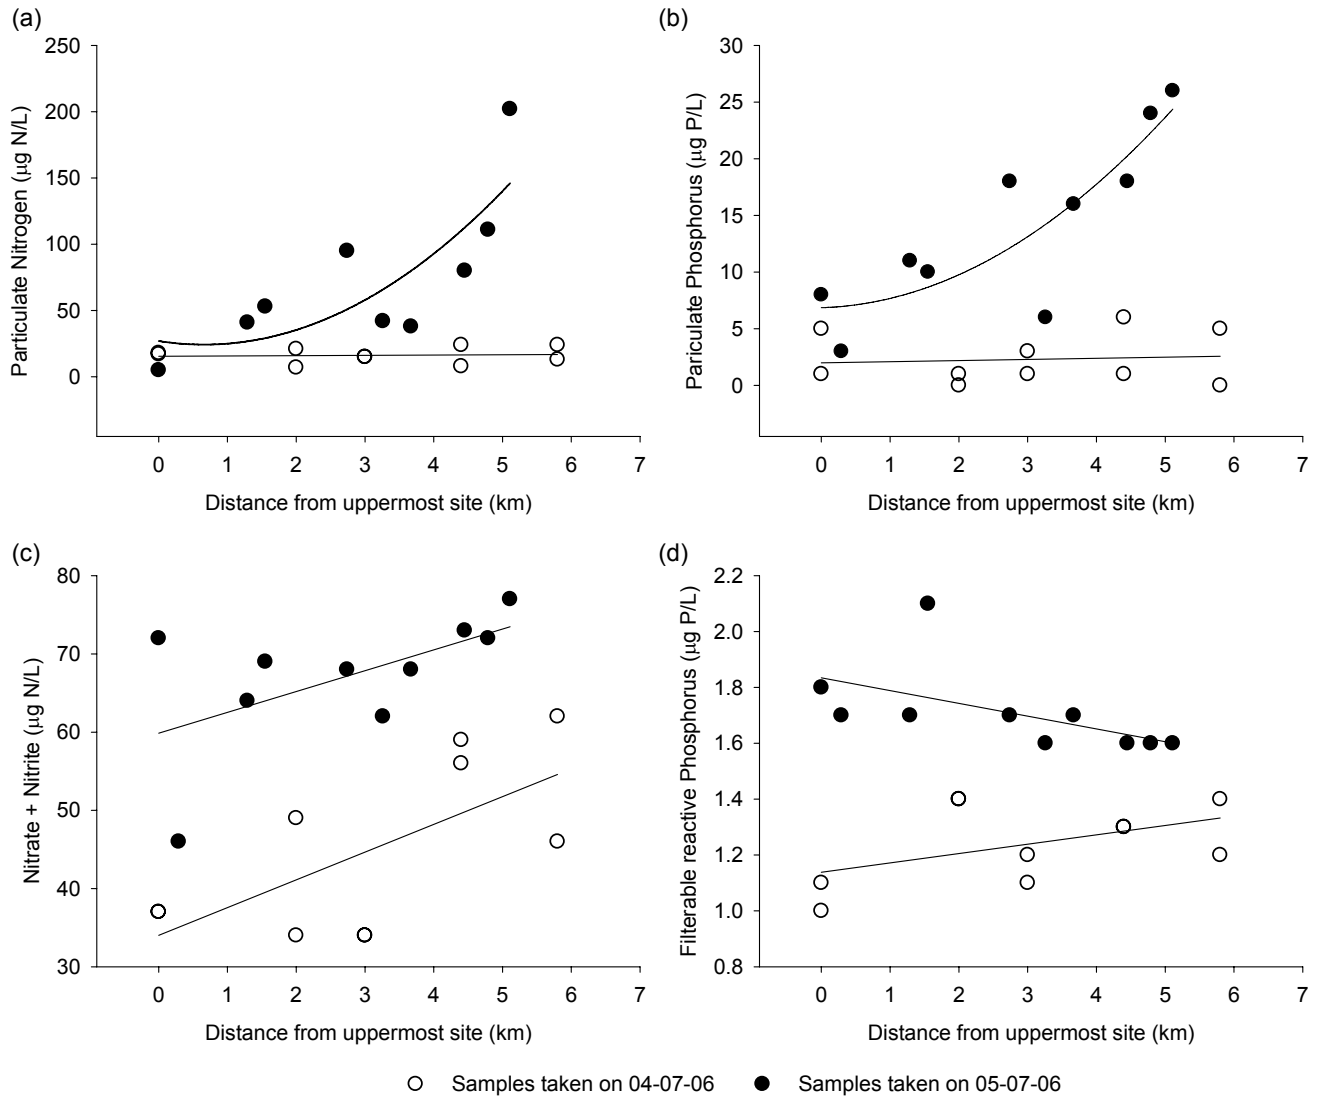 (a)
(b)
250
200
150
100
50
0
Particulate Nitrogen (µg N/L)
0 1 2 3 4 5 6 7
Distance from uppermost site (km)
30
25
20
15
10
5
0
Pariculate Phosphorus (µg P/L)
0 1 2 3 4 5 6 7
Distance from uppermost site (km)
(c)
(d)
80
70
60
50
40
30
Nitrate + Nitrite (µg N/L)
0 1 2 3 4 5 6 7
Distance from uppermost site (km)
2.2
2.0
1.8
1.6
1.4
1.2
1.0
0.8
Filterable reactive Phosphorus (µg P/L)
0 1 2 3 4 5 6 7
Distance from uppermost site (km)
Samples taken on 04-07-06 Samples taken on 05-07-06